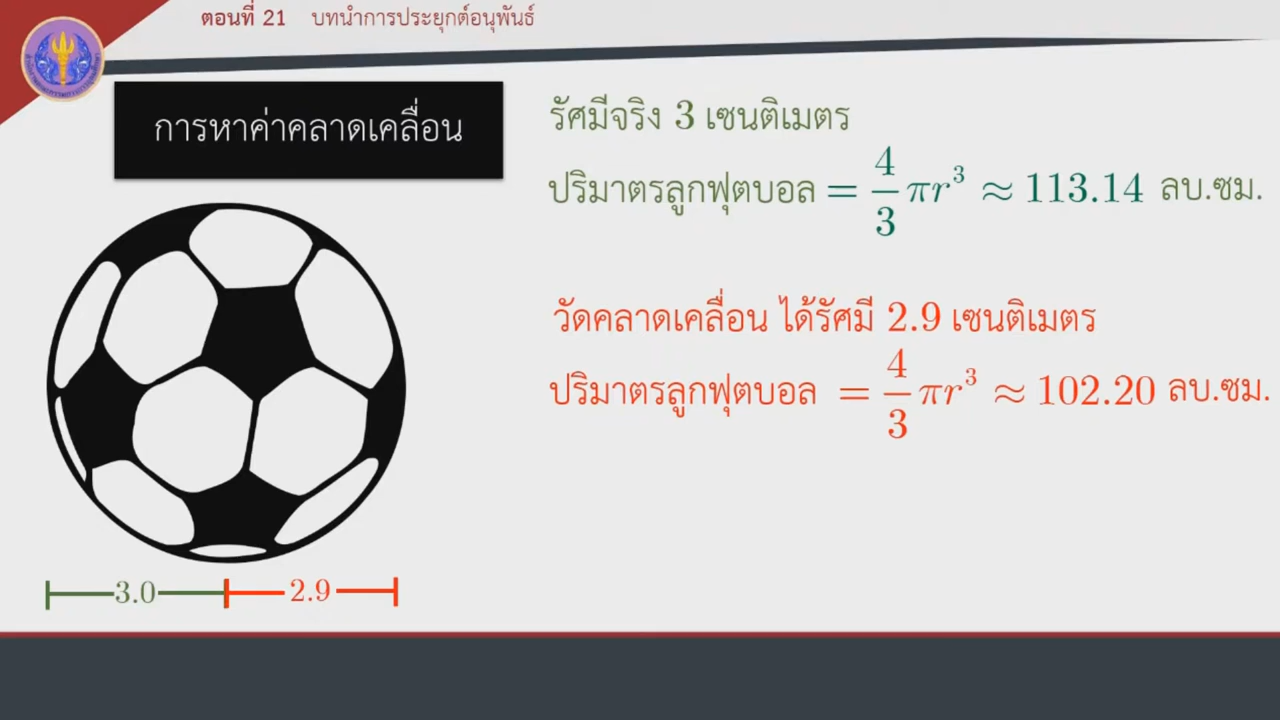 ตอนที่ 21 บทนำการประยุกต์อนุพันธ์
การหาค่าคลาดเคลื่อน
รัศมีจริง 3 เซนติเมตร
ปริมาตรลูกฟุตบอล = 4/3 πr³ ≈ 113.14 ลบ.ซม.
วัดคลาดเคลื่อน ได้รัศมี 2.9 เซนติเมตร
ปริมาตรลูกฟุตบอล = 4/3 πr³ ≈ 102.20 ลบ.ซม.
3.0 2.9